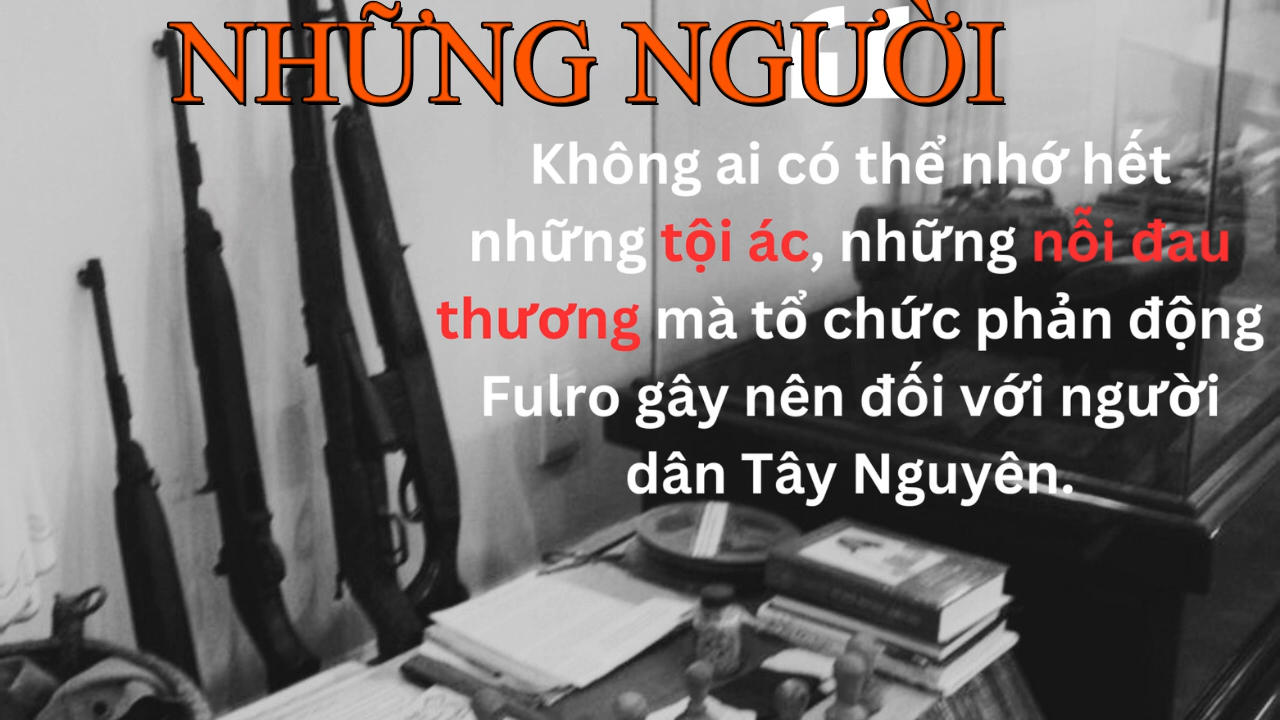 NHỮNG NGƯỜI
Không ai có thể nhớ hết
những tội ác, những nỗi đau
thương mà tổ chức phản động
Fulro gây nên đối với người
dân Tây Nguyên.